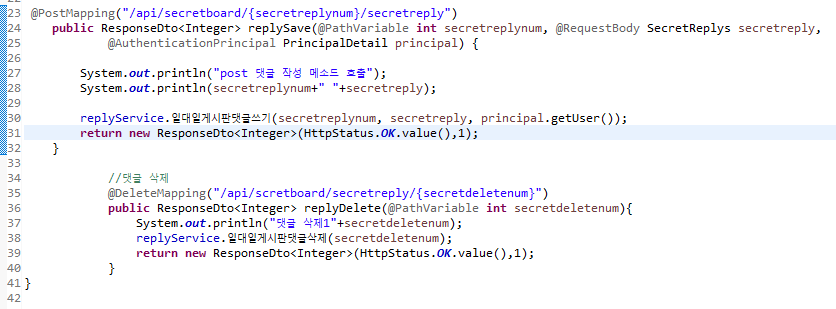 23 @PostMapping("/api/secretboard/{secretreplynum}/secretreply")
24 public ResponseDto<Integer> replySave(@PathVariable int secretreplynum, @RequestBody SecretReplys secretreply,
25 @AuthenticationPrincipal PrincipalDetail principal) {
26
27 System.out.println("post 댓글 작성 메소드 호출");
28 System.out.println(secretreplynum+" "+secretreply);
29
30 replyService.일대일게시판댓글쓰기(secretreplynum, secretreply, principal.getUser());
31 return new ResponseDto<Integer>(HttpStatus.OK.value(),1);
32 }
33
34 //댓글 삭제
35 @DeleteMapping("/api/scretboard/secretreply/{secretdeletenum}")
36 public ResponseDto<Integer> replyDelete(@PathVariable int secretdeletenum){
37 System.out.println("댓글 삭제1"+secretdeletenum);
38 replyService.일대일게시판댓글삭제(secretdeletenum);
39 return new ResponseDto<Integer>(HttpStatus.OK.value(),1);
40 }
41 }
42